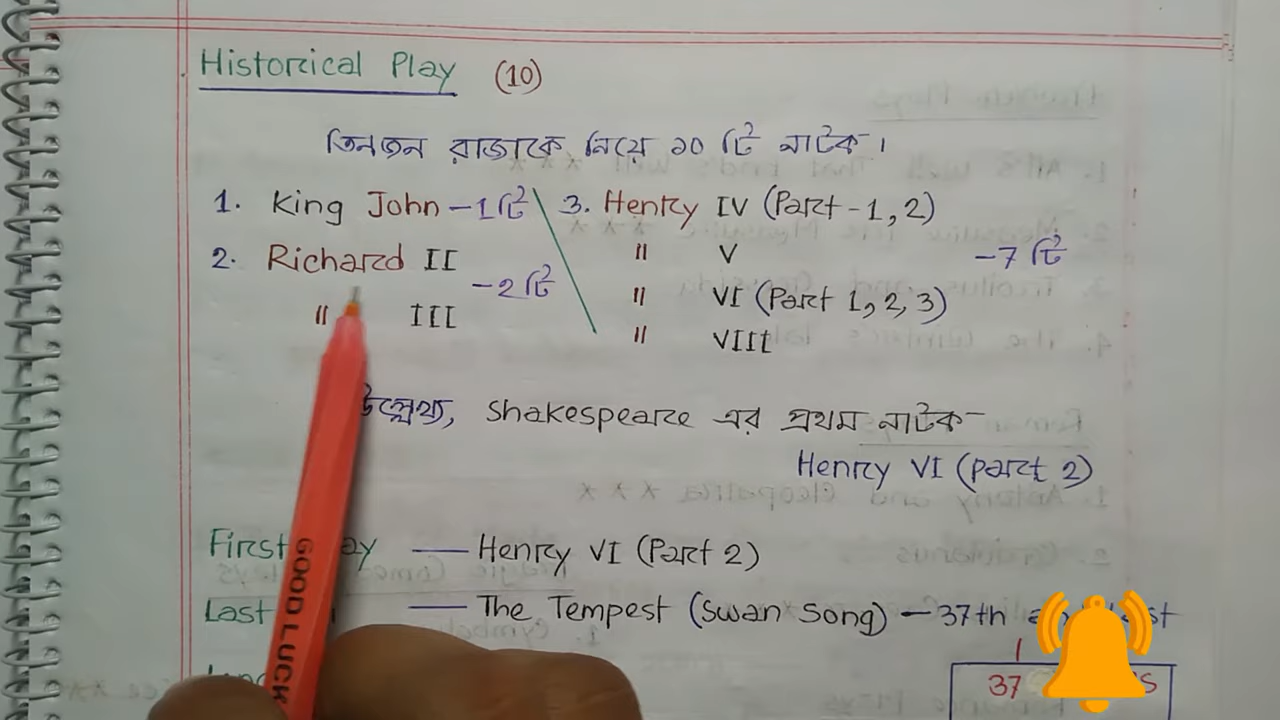 Historical Play (10)
তিনজন রাজাকে নিয়ে ১০ টি নাটক।
1. King John -1টি
2. Richard II
-2টি
" III
3. Henry IV (Part-1, 2)
" V
-7টি
" VI (Part 1, 2, 3)
" VIII
উল্লেখ্য, Shakespeare এর প্রথম নাটক-
Henry VI (Part 2)
First — Henry VI (Part 2)
Last — The Tempest (Swan Song) – 37th
37
GOOD LUCK